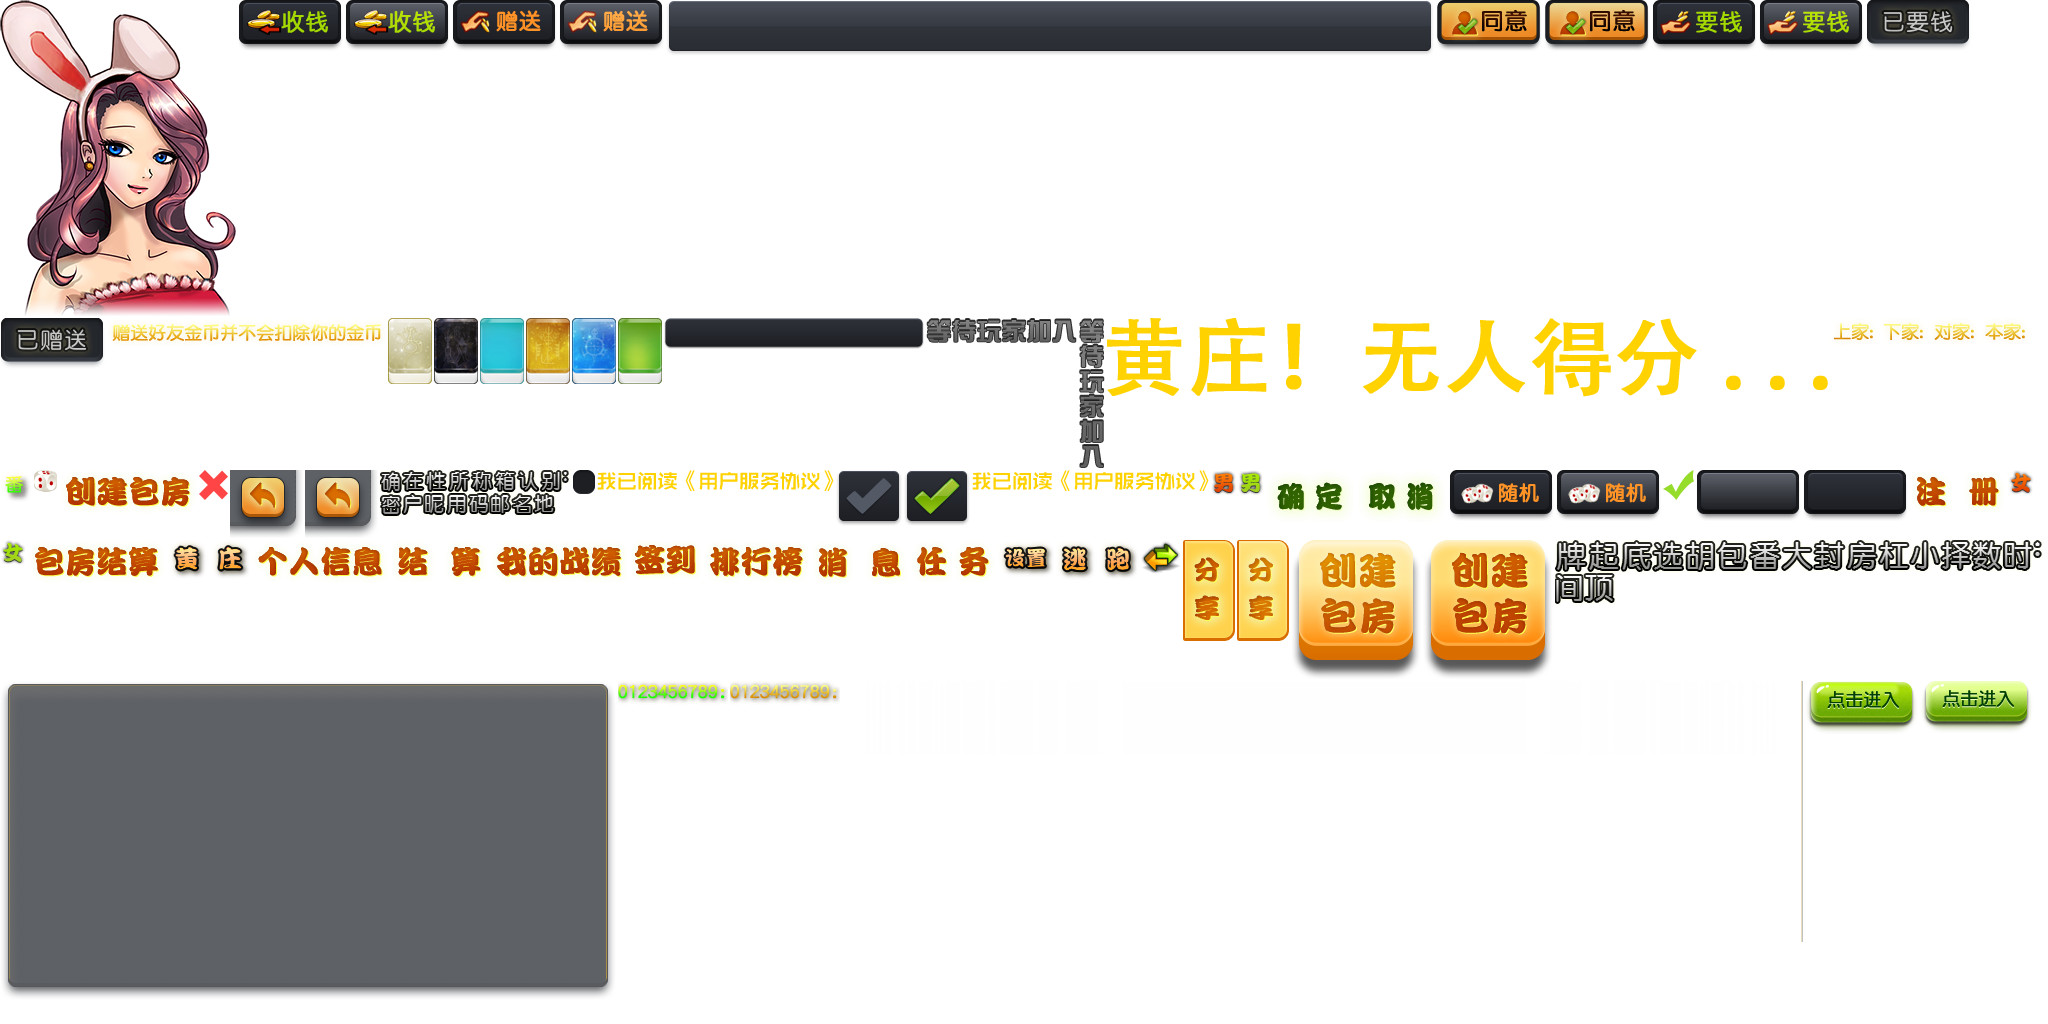 收钱 收钱 赠送 赠送 同意 同意 要钱 要钱 已要钱
已赠送 赠送好友金币并不会扣除你的金币 等待玩家加入 等待玩家加入 黄庄！无人得分... 上家: 下家: 对家: 本家:
番 创建包房 确在性所称箱认别: 我已阅读《用户服务协议》 我已阅读《用户服务协议》 男 男 确定 取消 随机 随机 注册 女
密户昵用码邮名地
女 包房结算 黄庄 个人信息 结算 我的战绩 签到 排行榜 消息 任务 设置 逃跑 分享 分享 创建包房 创建包房 牌起底选胡包番大封房杠小择数时:
间顶
0123456789: 0123456789: 点击进入 点击进入